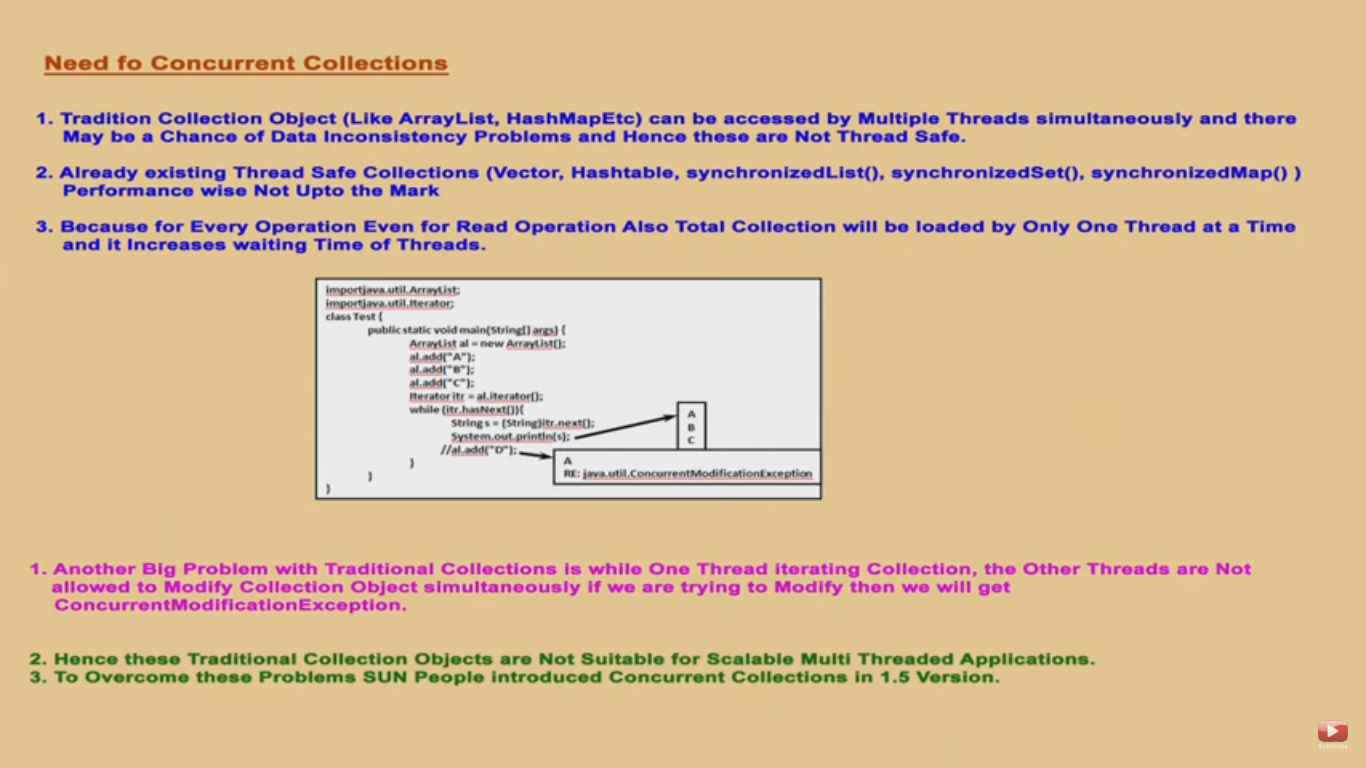 Need fo Concurrent Collections
1. Tradition Collection Object (Like ArrayList, HashMapEtc) can be accessed by Multiple Threads simultaneously and there
May be a Chance of Data Inconsistency Problems and Hence these are Not Thread Safe.
2. Already existing Thread Safe Collections (Vector, Hashtable, synchronizedList(), synchronizedSet(), synchronizedMap() )
Performance wise Not Upto the Mark
3. Because for Every Operation Even for Read Operation Also Total Collection will be loaded by Only One Thread at a Time
and it Increases waiting Time of Threads.
importjava.util.ArrayList;
importjava.util.Iterator;
class Test {
public static void main(String[] args) {
ArrayList al = new ArrayList();
al.add("A");
al.add("B");
al.add("C");
Iterator itr = al.iterator();
while (itr.hasNext()){
String s = (String)itr.next();
System.out.println(s);
//al.add("D");
}
}
}
A
B
C
A
RE: java.util.ConcurrentModificationException
1. Another Big Problem with Traditional Collections is while One Thread iterating Collection, the Other Threads are Not
allowed to Modify Collection Object simultaneously if we are trying to Modify then we will get
ConcurrentModificationException.
2. Hence these Traditional Collection Objects are Not Suitable for Scalable Multi Threaded Applications.
3. To Overcome these Problems SUN People introduced Concurrent Collections in 1.5 Version.
Subscribe